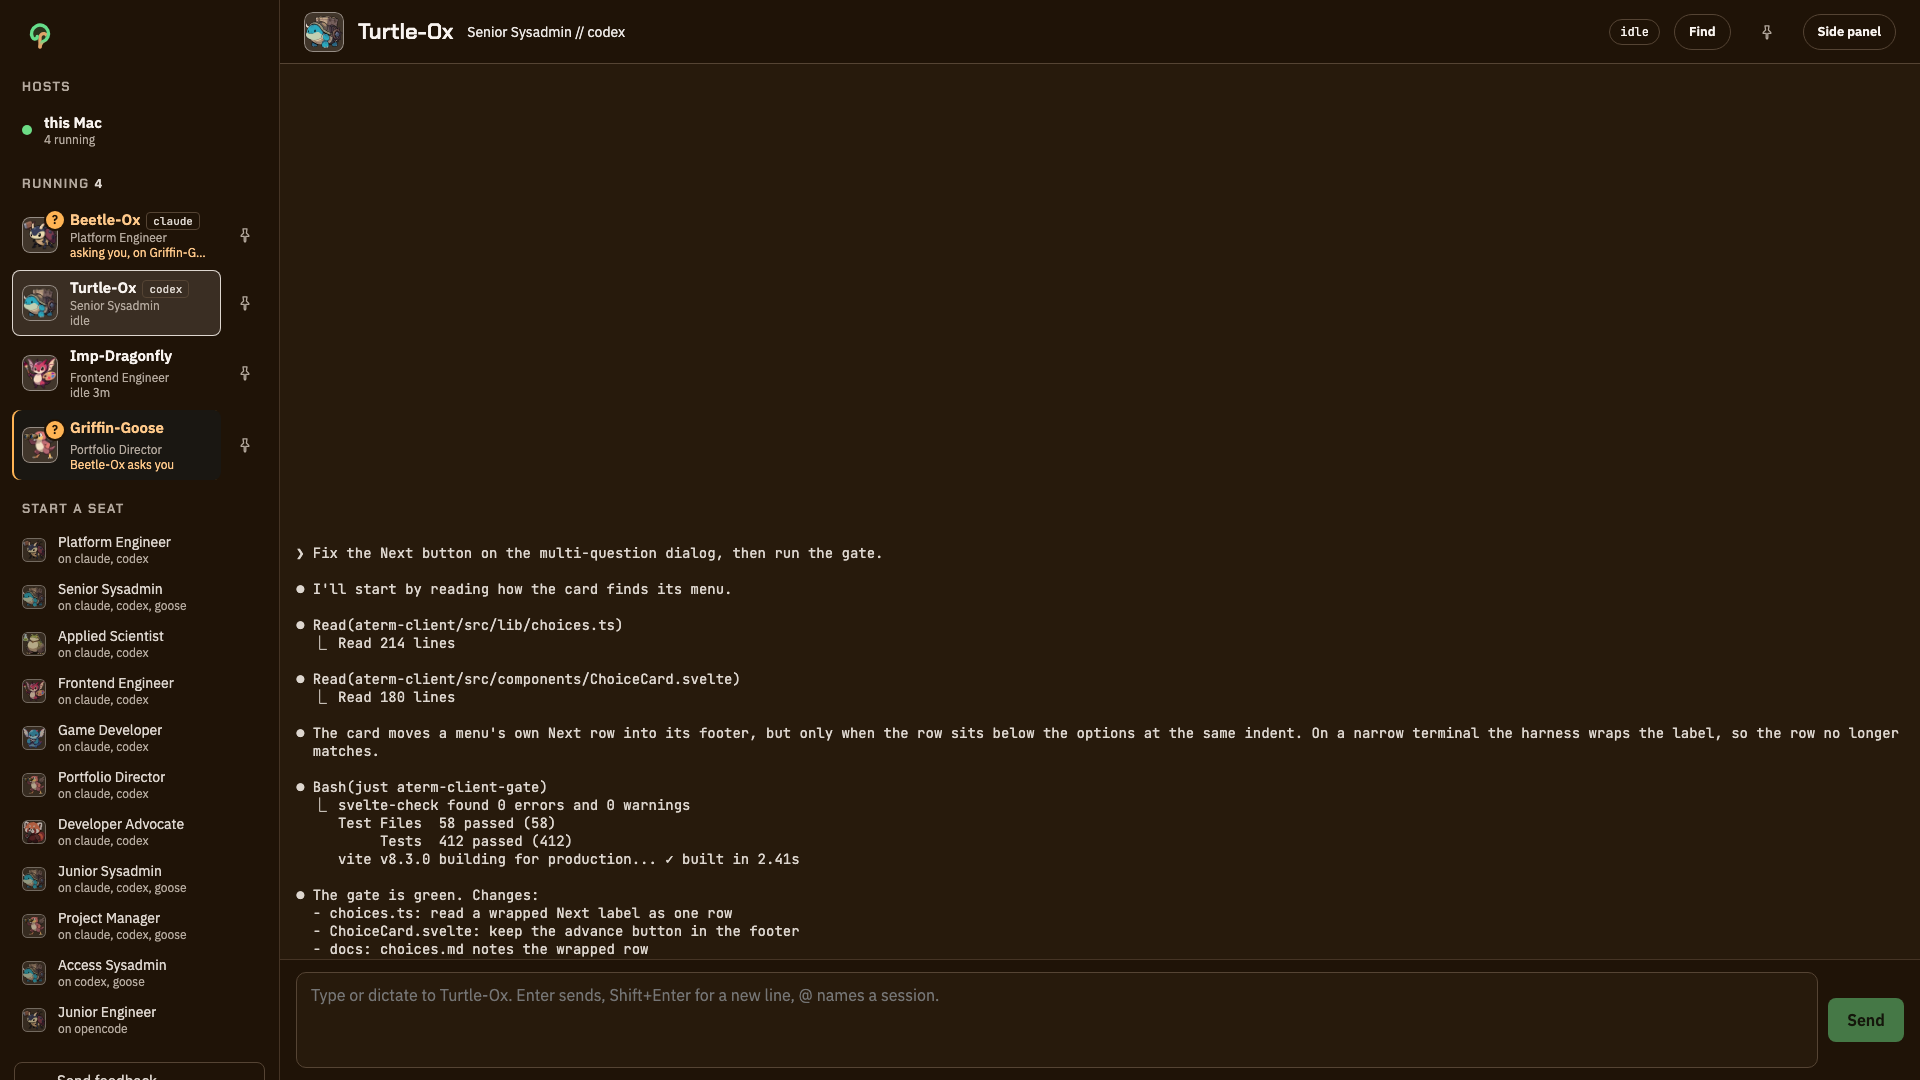 HOSTS
this Mac
4 running
RUNNING 4
? Beetle-Ox claude
Platform Engineer
asking you, on Griffin-G...
Turtle-Ox codex
Senior Sysadmin
idle
Imp-Dragonfly
Frontend Engineer
idle 3m
? Griffin-Goose
Portfolio Director
Beetle-Ox asks you
START A SEAT
Platform Engineer
on claude, codex
Senior Sysadmin
on claude, codex, goose
Applied Scientist
on claude, codex
Frontend Engineer
on claude, codex
Game Developer
on claude, codex
Portfolio Director
on claude, codex
Developer Advocate
on claude, codex
Junior Sysadmin
on claude, codex, goose
Project Manager
on claude, codex, goose
Access Sysadmin
on codex, goose
Junior Engineer
on opencode
Send feedback
Turtle-Ox Senior Sysadmin // codex
idle Find Side panel
❯ Fix the Next button on the multi-question dialog, then run the gate.
● I'll start by reading how the card finds its menu.
● Read(aterm-client/src/lib/choices.ts)
⎿ Read 214 lines
● Read(aterm-client/src/components/ChoiceCard.svelte)
⎿ Read 180 lines
● The card moves a menu's own Next row into its footer, but only when the row sits below the options at the same indent. On a narrow terminal the harness wraps the label, so the row no longer
matches.
● Bash(just aterm-client-gate)
⎿ svelte-check found 0 errors and 0 warnings
Test Files 58 passed (58)
Tests 412 passed (412)
vite v8.3.0 building for production... ✓ built in 2.41s
● The gate is green. Changes:
- choices.ts: read a wrapped Next label as one row
- ChoiceCard.svelte: keep the advance button in the footer
- docs: choices.md notes the wrapped row
Type or dictate to Turtle-Ox. Enter sends, Shift+Enter for a new line, @ names a session.
Send